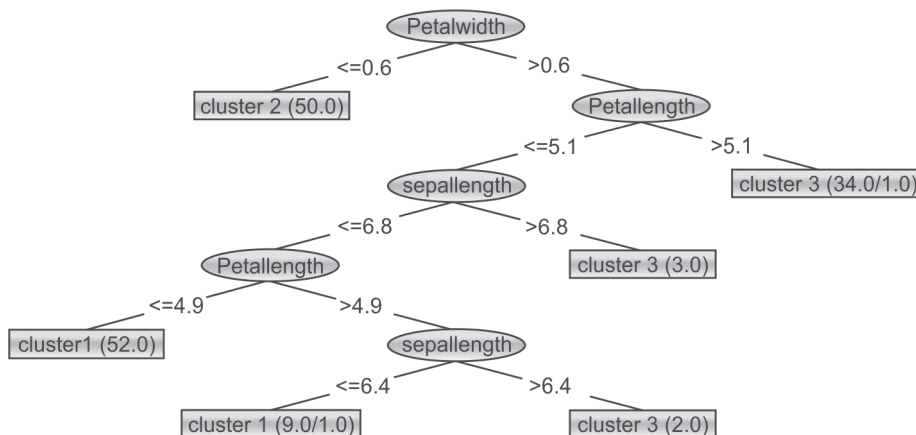 Petalwidth
<=0.6
>0.6
cluster 2 (50.0)
Petallength
<=5.1
>5.1
sepallength
cluster 3 (34.0/1.0)
<=6.8
>6.8
Petallength
cluster 3 (3.0)
<=4.9
>4.9
cluster1 (52.0)
sepallength
<=6.4
>6.4
cluster 1 (9.0/1.0)
cluster 3 (2.0)